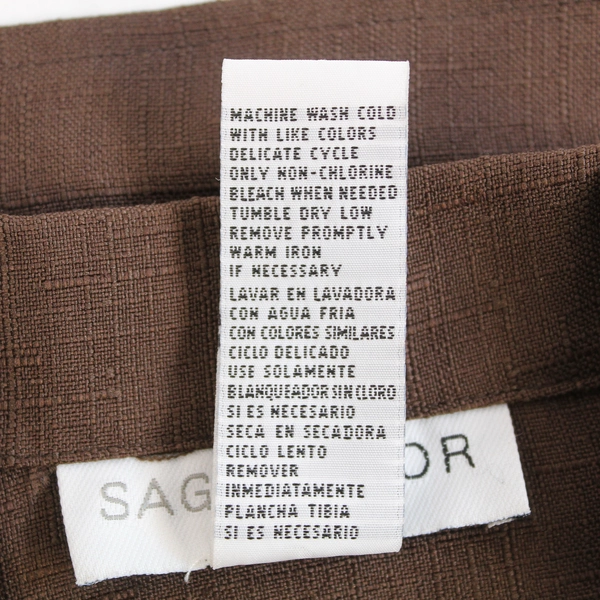 MACHINE WASH COLD
WITH LIKE COLORS
DELICATE CYCLE
ONLY NON-CHLORINE
BLEACH WHEN NEEDED
TUMBLE DRY LOW
REMOVE PROMPTLY
WARM IRON
IF NECESSARY
LAVAR EN LAVADORA
CON AGUA FRIA
CON COLORES SIMILARES
CICLO DELICADO
USE SOLAMENTE
BLANQUEADOR SIN CLORO
SI ES NECESARIO
SECA EN SECADORA
CICLO LENTO
REMOVER
INMEDIATAMENTE
PLANCHA TIBIA
SI ES NECESARIO